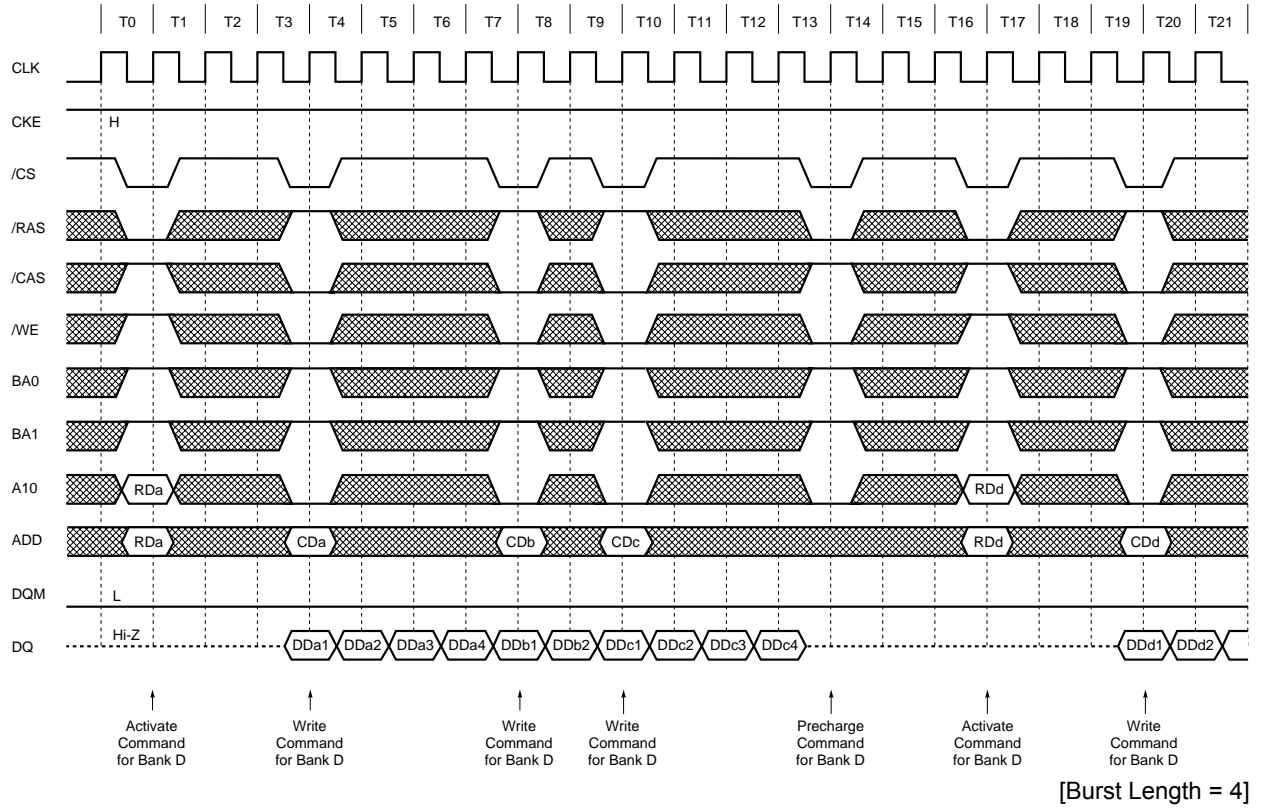 T0 T1 T2 T3 T4 T5 T6 T7 T8 T9 T10 T11 T12 T13 T14 T15 T16 T17 T18 T19 T20 T21
CLK
CKE H
/CS
/RAS
/CAS
/WE
BA0
BA1
A10 RDa RDd
ADD RDa CDa CDb CDc RDd CDd
DQM L
DQ Hi-Z DDa1 DDa2 DDa3 DDa4 DDb1 DDb2 DDc1 DDc2 DDc3 DDc4 DDd1 DDd2
Activate
Command
for Bank D
Write
Command
for Bank D
Write
Command
for Bank D
Write
Command
for Bank D
Precharge
Command
for Bank D
Activate
Command
for Bank D
Write
Command
for Bank D
[Burst Length = 4]